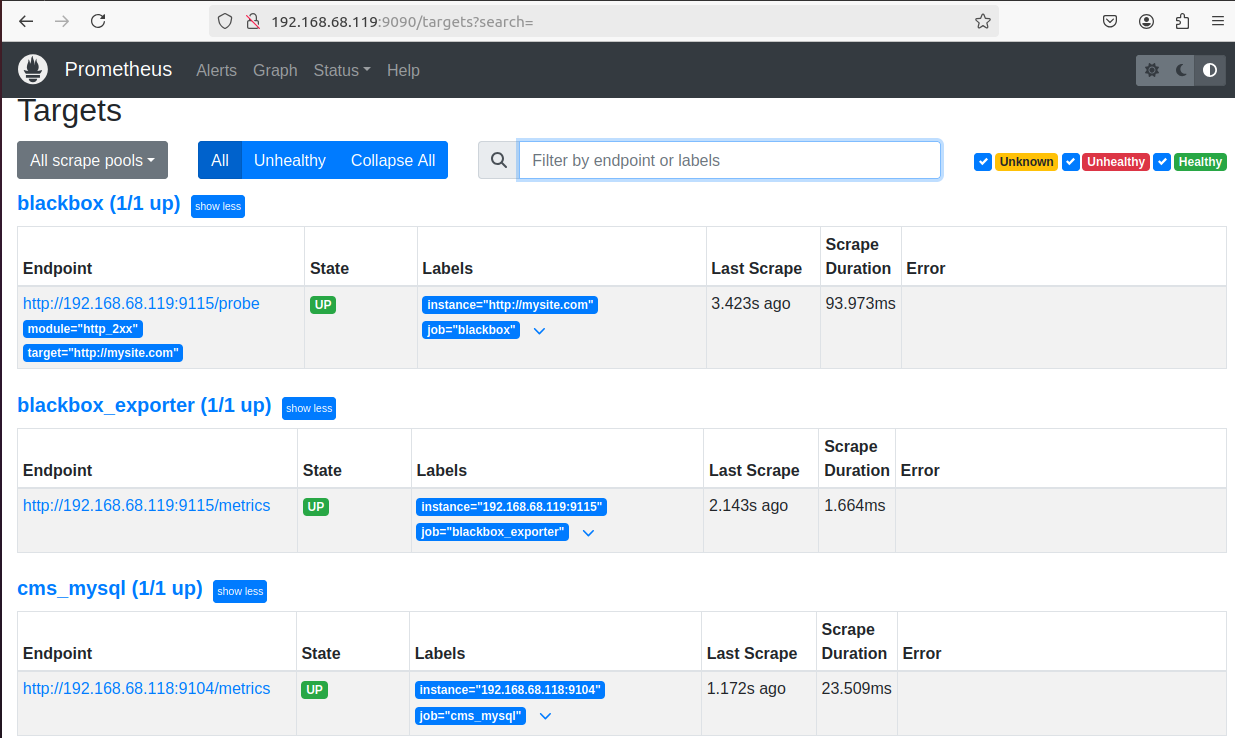 192.168.68.119:9090/targets?search=
Prometheus Alerts Graph Status Help
Targets
All scrape pools All Unhealthy Collapse All Filter by endpoint or labels Unknown Unhealthy Healthy
blackbox (1/1 up) show less
Endpoint State Labels Last Scrape Scrape Duration Error
http://192.168.68.119:9115/probe UP instance="http://mysite.com" 3.423s ago 93.973ms
module="http_2xx" job="blackbox"
target="http://mysite.com"
blackbox_exporter (1/1 up) show less
Endpoint State Labels Last Scrape Scrape Duration Error
http://192.168.68.119:9115/metrics UP instance="192.168.68.119:9115" 2.143s ago 1.664ms
job="blackbox_exporter"
cms_mysql (1/1 up) show less
Endpoint State Labels Last Scrape Scrape Duration Error
http://192.168.68.118:9104/metrics UP instance="192.168.68.118:9104" 1.172s ago 23.509ms
job="cms_mysql"